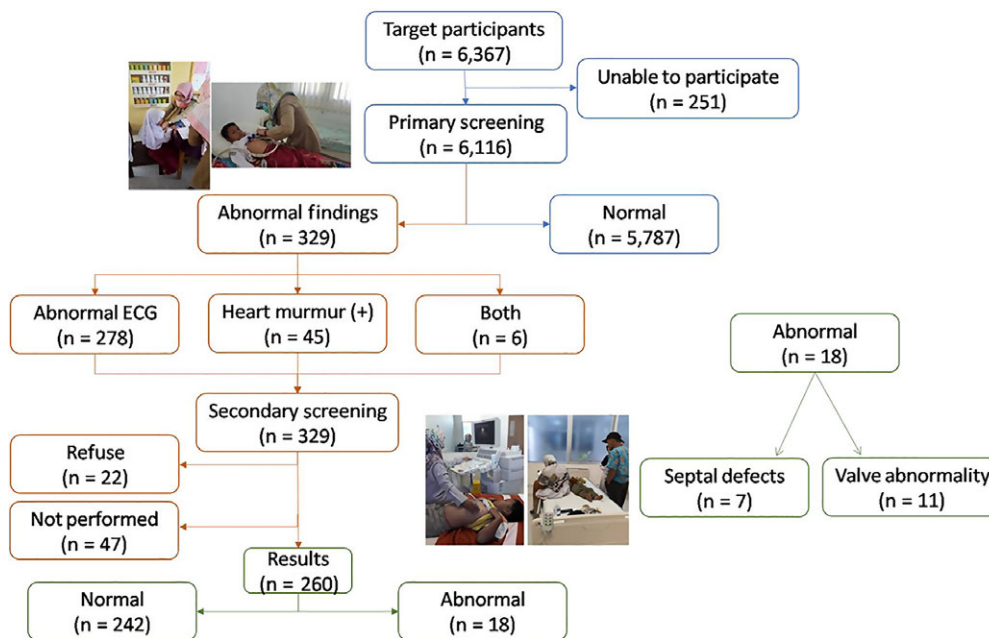 Target participants
(n = 6,367)
Unable to participate
(n = 251)
Primary screening
(n = 6,116)
Abnormal findings
(n = 329)
Normal
(n = 5,787)
Abnormal ECG
(n = 278)
Heart murmur (+)
(n = 45)
Both
(n = 6)
Secondary screening
(n = 329)
Refuse
(n = 22)
Not performed
(n = 47)
Results
(n = 260)
Normal
(n = 242)
Abnormal
(n = 18)
Abnormal
(n = 18)
Septal defects
(n = 7)
Valve abnormality
(n = 11)